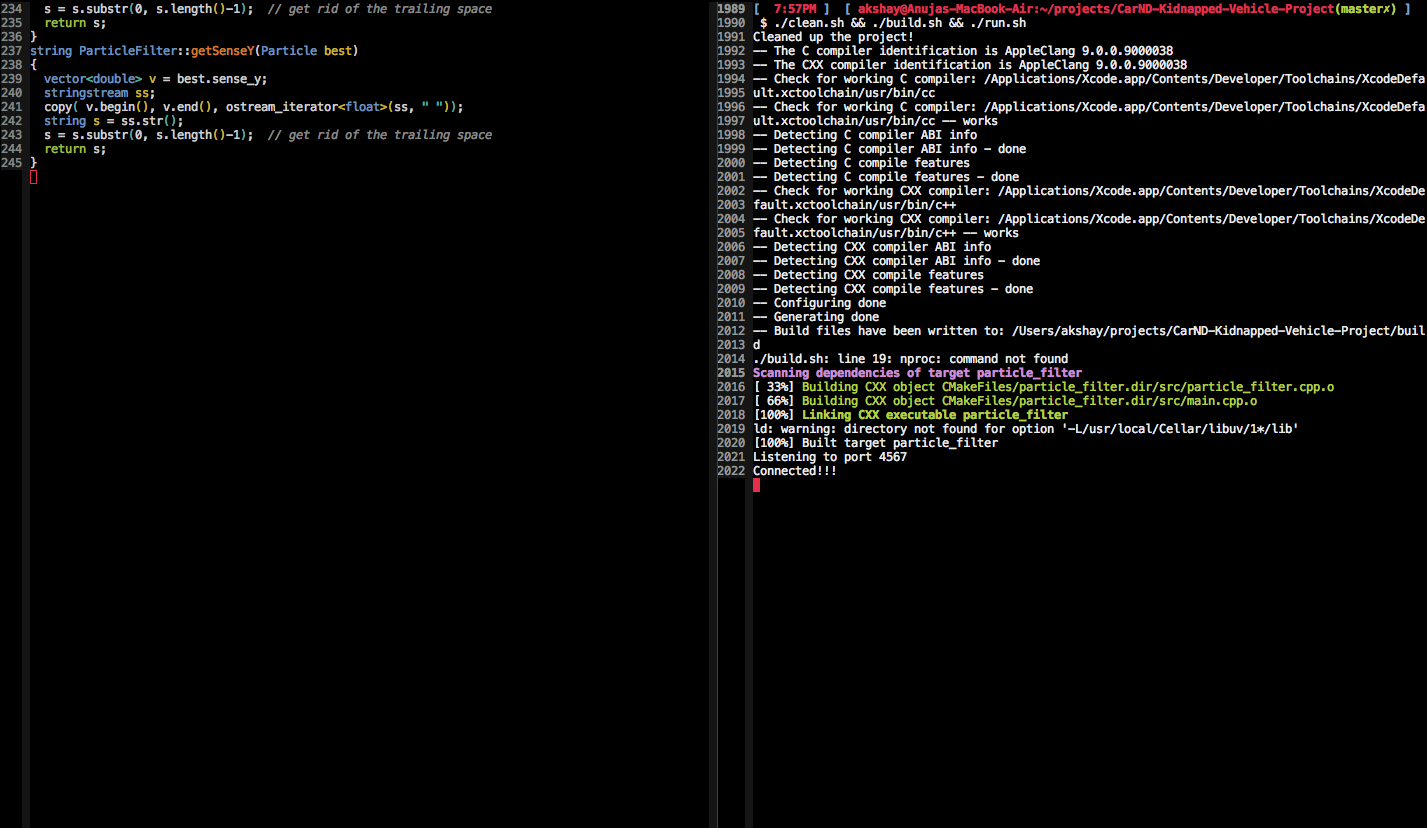 234 s = s.substr(0, s.length()-1);  // get rid of the trailing space
235 return s;
236 }
237 string ParticleFilter::getSenseY(Particle best)
238 {
239 vector<double> v = best.sense_y;
240 stringstream ss;
241 copy( v.begin(), v.end(), ostream_iterator<float>(ss, " "));
242 string s = ss.str();
243 s = s.substr(0, s.length()-1);  // get rid of the trailing space
244 return s;
245 }
1989 [  7:57PM ]  [ akshay@Anujas-MacBook-Air:~/projects/CarND-Kidnapped-Vehicle-Project(master✗) ]
1990 $ ./clean.sh && ./build.sh && ./run.sh
1991 Cleaned up the project!
1992 -- The C compiler identification is AppleClang 9.0.0.9000038
1993 -- The CXX compiler identification is AppleClang 9.0.0.9000038
1994 -- Check for working C compiler: /Applications/Xcode.app/Contents/Developer/Toolchains/XcodeDefa
1995 ult.xctoolchain/usr/bin/cc
1996 -- Check for working C compiler: /Applications/Xcode.app/Contents/Developer/Toolchains/XcodeDefa
1997 ult.xctoolchain/usr/bin/cc -- works
1998 -- Detecting C compiler ABI info
1999 -- Detecting C compiler ABI info - done
2000 -- Detecting C compile features
2001 -- Detecting C compile features - done
2002 -- Check for working CXX compiler: /Applications/Xcode.app/Contents/Developer/Toolchains/XcodeDe
2003 fault.xctoolchain/usr/bin/c++
2004 -- Check for working CXX compiler: /Applications/Xcode.app/Contents/Developer/Toolchains/XcodeDe
2005 fault.xctoolchain/usr/bin/c++ -- works
2006 -- Detecting CXX compiler ABI info
2007 -- Detecting CXX compiler ABI info - done
2008 -- Detecting CXX compile features
2009 -- Detecting CXX compile features - done
2010 -- Configuring done
2011 -- Generating done
2012 -- Build files have been written to: /Users/akshay/projects/CarND-Kidnapped-Vehicle-Project/buil
2013 d
2014 ./build.sh: line 19: nproc: command not found
2015 Scanning dependencies of target particle_filter
2016 [ 33%] Building CXX object CMakeFiles/particle_filter.dir/src/particle_filter.cpp.o
2017 [ 66%] Building CXX object CMakeFiles/particle_filter.dir/src/main.cpp.o
2018 [100%] Linking CXX executable particle_filter
2019 ld: warning: directory not found for option '-L/usr/local/Cellar/libuv/1*/lib'
2020 [100%] Built target particle_filter
2021 Listening to port 4567
2022 Connected!!!